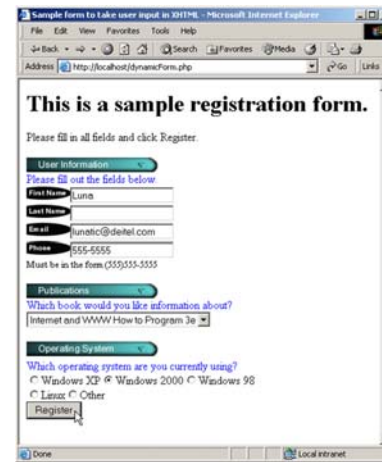 Sample form to take user input in XHTML - Microsoft Internet Explorer
File Edit View Favorites Tools Help
Back Search Favorites Media
Address http://localhost/dynamicForm.php Go Links
This is a sample registration form.
Please fill in all fields and click Register.
User Information
Please fill out the fields below.
First Name Luna
Last Name
Email lunatic@deitel.com
Phone 555-5555
Must be in the form (555)555-5555
Publications
Which book would you like information about?
Internet and WWW How to Program 3e
Operating System
Which operating system are you currently using?
Windows XP Windows 2000 Windows 98
Linux Other
Register
Done Local intranet